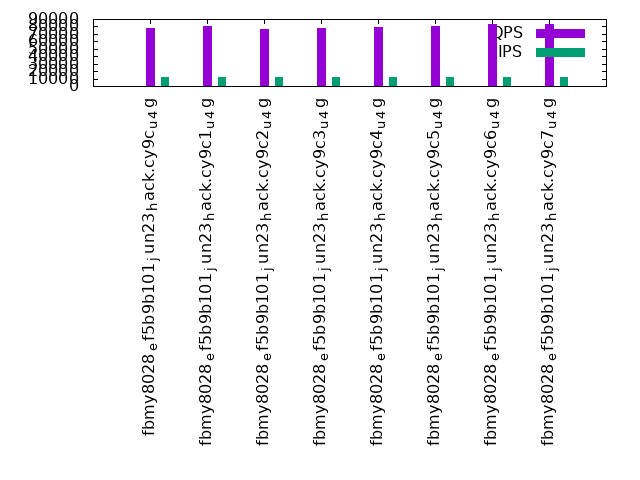 90000
80000
70000
60000
50000
40000
30000
20000
10000
0
QPS
IPS
fbmy8028ef5b9b101jun23hack.cy9cu4g
fbmy8028ef5b9b101jun23hack.cy9c1u4g
fbmy8028ef5b9b101jun23hack.cy9c2u4g
fbmy8028ef5b9b101jun23hack.cy9c3u4g
fbmy8028ef5b9b101jun23hack.cy9c4u4g
fbmy8028ef5b9b101jun23hack.cy9c5u4g
fbmy8028ef5b9b101jun23hack.cy9c6u4g
fbmy8028ef5b9b101jun23hack.cy9c7u4g